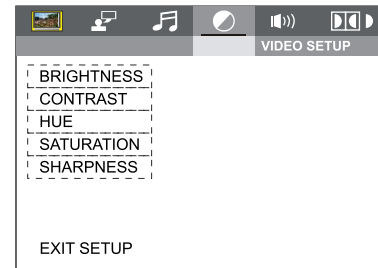 VIDEO SETUP
BRIGHTNESS
CONTRAST
HUE
SATURATION
SHARPNESS
EXIT SETUP